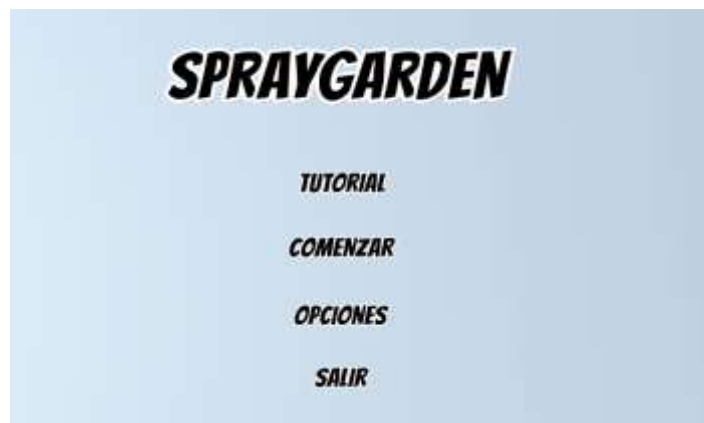 SPRAYGARDEN
TUTORIAL
COMENZAR
OPCIONES
SALIR